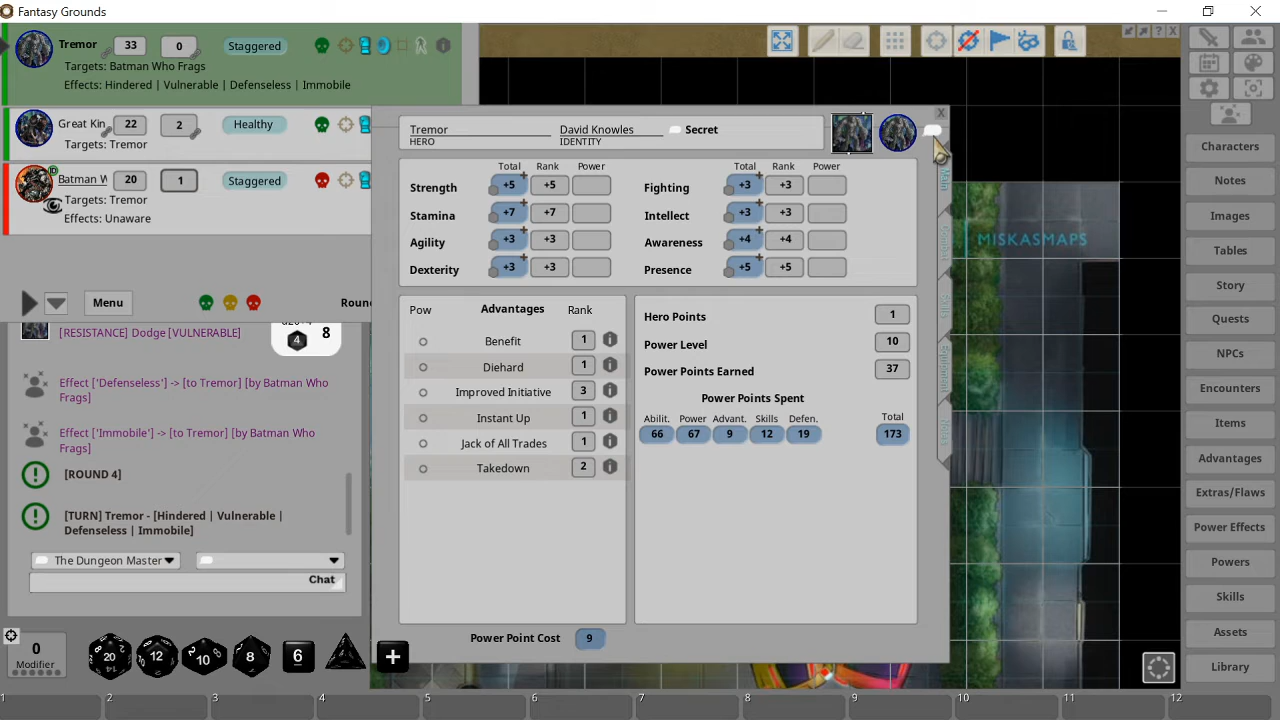 Fantasy Grounds
Tremor 33 0 Staggered
Targets: Batman Who Frags
Effects: Hindered | Vulnerable | Defenseless | Immobile
Great Kin 22 2 Healthy
Targets: Tremor
Batman W 20 1 Staggered
Targets: Tremor
Effects: Unaware
Menu Round
[RESISTANCE] Dodge [VULNERABLE]
4 8
Effect ['Defenseless'] -> [to Tremor] [by Batman Who
Frags]
Effect ['Immobile'] -> [to Tremor] [by Batman Who
Frags]
[ROUND 4]
[TURN] Tremor - [Hindered | Vulnerable |
Defenseless | Immobile]
The Dungeon Master
Chat
0
Modifier
20 12 10 8 6
Tremor David Knowles Secret
HERO IDENTITY
Total Rank Power Total Rank Power
Strength +5 +5 Fighting +3 +3
Stamina +7 +7 Intellect +3 +3
Agility +3 +3 Awareness +4 +4
Dexterity +3 +3 Presence +5 +5
Pow Advantages Rank
Benefit 1
Diehard 1
Improved Initiative 3
Instant Up 1
Jack of All Trades 1
Takedown 2
Hero Points 1
Power Level 10
Power Points Earned 37
Power Points Spent
Abilit. Power Advant. Skills Defen. Total
66 67 9 12 19 173
Power Point Cost 9
Main
Skills
MISKASMAPS
Characters
Notes
Images
Tables
Story
Quests
NPCs
Encounters
Items
Advantages
Extras/Flaws
Power Effects
Powers
Skills
Assets
Library
1 2 3 4 5 6 7 8 9 10 11 12